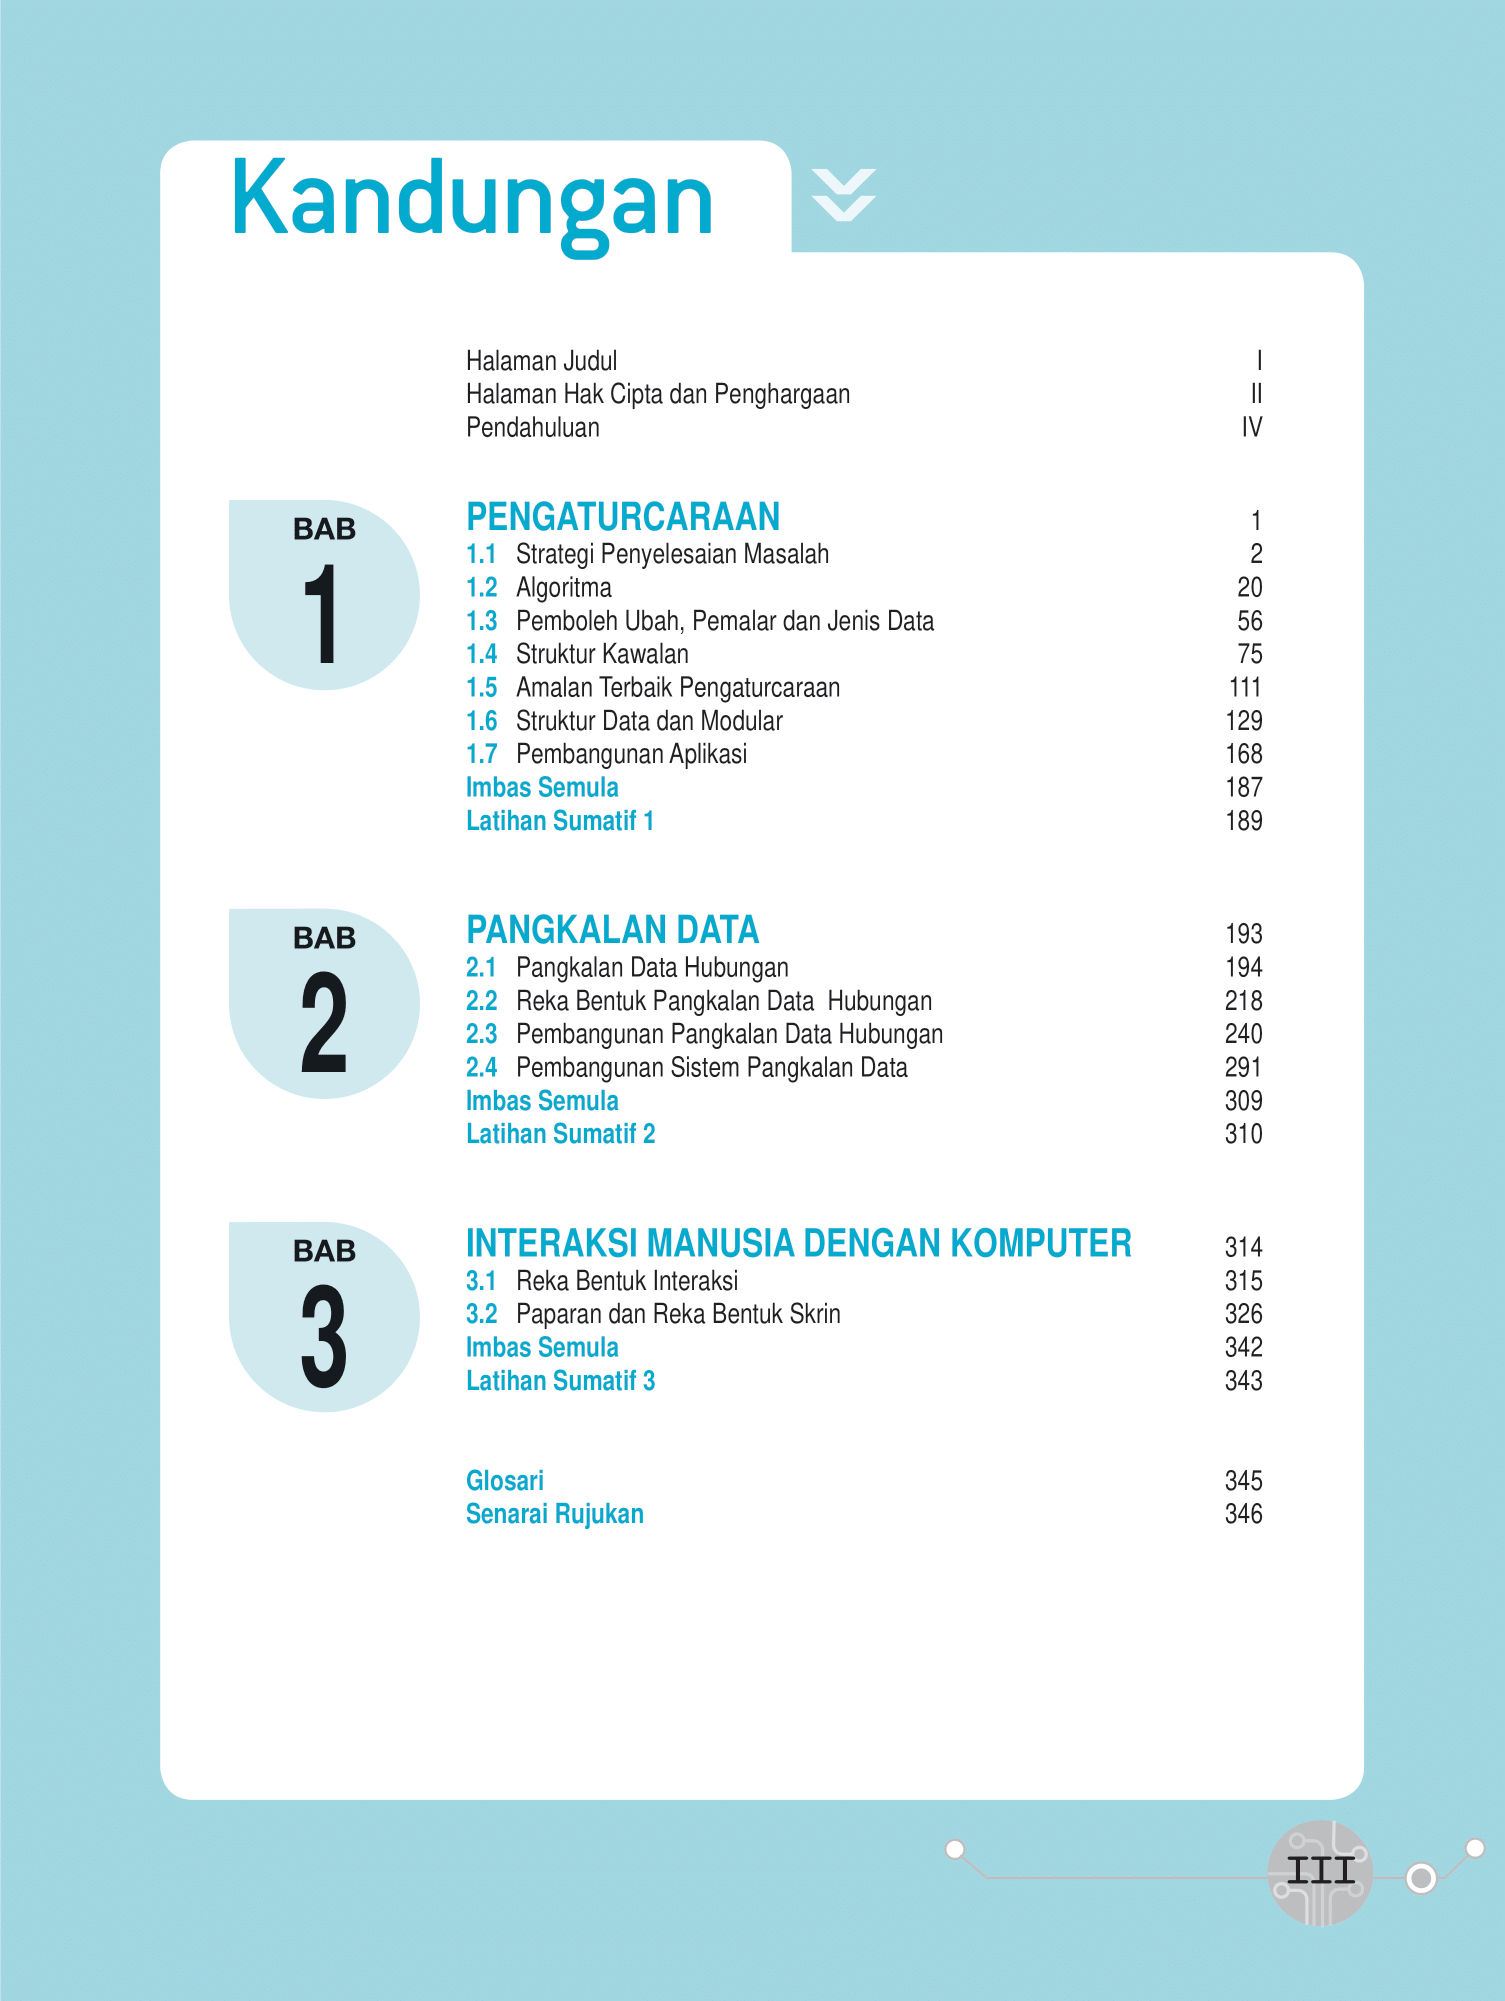 Kandungan
Halaman Judul I
Halaman Hak Cipta dan Penghargaan II
Pendahuluan IV
BAB
1
PENGATURCARAAN 1
1.1 Strategi Penyelesaian Masalah 2
1.2 Algoritma 20
1.3 Pemboleh Ubah, Pemalar dan Jenis Data 56
1.4 Struktur Kawalan 75
1.5 Amalan Terbaik Pengaturcaraan 111
1.6 Struktur Data dan Modular 129
1.7 Pembangunan Aplikasi 168
Imbas Semula 187
Latihan Sumatif 1 189
BAB
2
PANGKALAN DATA 193
2.1 Pangkalan Data Hubungan 194
2.2 Reka Bentuk Pangkalan Data Hubungan 218
2.3 Pembangunan Pangkalan Data Hubungan 240
2.4 Pembangunan Sistem Pangkalan Data 291
Imbas Semula 309
Latihan Sumatif 2 310
BAB
3
INTERAKSI MANUSIA DENGAN KOMPUTER 314
3.1 Reka Bentuk Interaksi 315
3.2 Paparan dan Reka Bentuk Skrin 326
Imbas Semula 342
Latihan Sumatif 3 343
Glosari 345
Senarai Rujukan 346
III